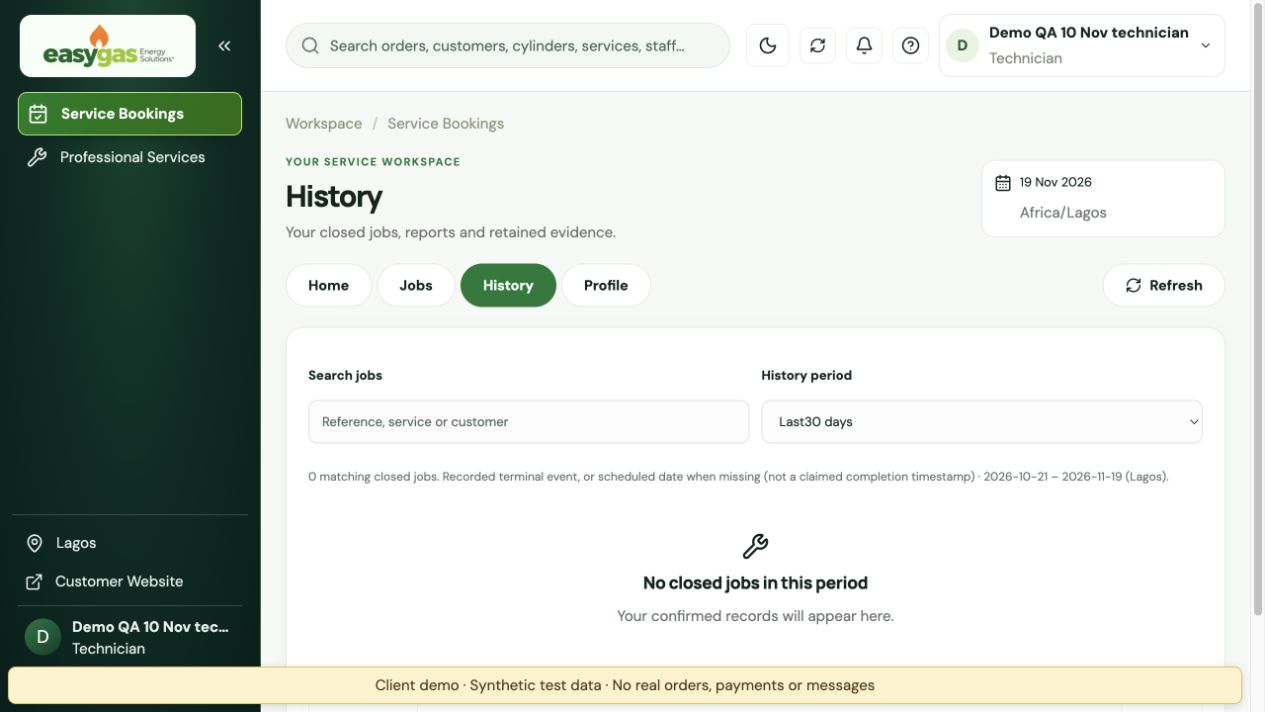 easygas Energy Solutions
Service Bookings
Professional Services
Lagos
Customer Website
D
Demo QA 10 Nov tec...
Technician
Search orders, customers, cylinders, services, staff...
D
Demo QA 10 Nov technician
Technician
Workspace / Service Bookings
YOUR SERVICE WORKSPACE
History
Your closed jobs, reports and retained evidence.
19 Nov 2026
Africa/Lagos
Home
Jobs
History
Profile
Refresh
Search jobs
Reference, service or customer
History period
Last30 days
0 matching closed jobs. Recorded terminal event, or scheduled date when missing (not a claimed completion timestamp) · 2026-10-21 – 2026-11-19 (Lagos).
No closed jobs in this period
Your confirmed records will appear here.
Client demo · Synthetic test data · No real orders, payments or messages